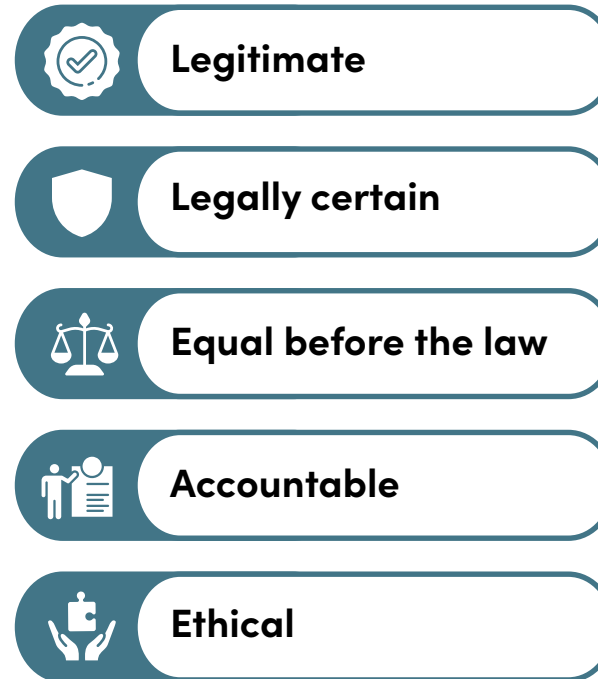 Legitimate
Legally certain
Equal before the law
Accountable
Ethical